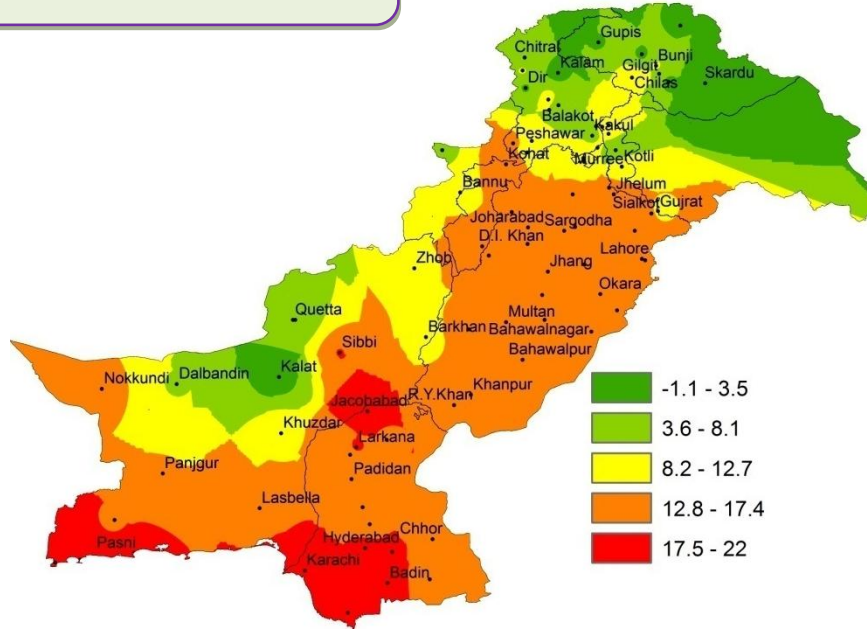 Gupis
Chitral
Kalam
Bunji
Gilgit
Skardu
Dir
Chilas
Balakot
Kakul
Peshawar
Kohat
Murree
Kotli
Bannu
Jhelum
Sialkot
Gujrat
Joharabad
Sargodha
D.I. Khan
Lahore
Zhob
Jhang
Okara
Quetta
Multan
Barkhan
Bahawalnagar
Sibbi
Bahawalpur
Nokkundi
Dalbandin
Kalat
R.Y.Khan
Khanpur
Jacobabad
Khuzdar
Larkana
Panjgur
Padidan
Lasbella
Pasni
Hyderabad
Chhor
Karachi
Badin
-1.1 - 3.5
3.6 - 8.1
8.2 - 12.7
12.8 - 17.4
17.5 - 22